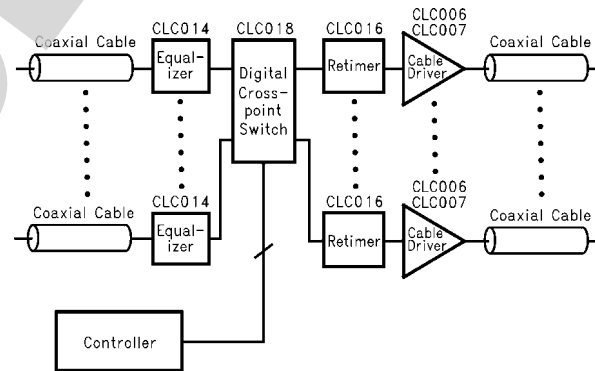 CLC006
CLC007
CLC014 CLC018 CLC016
Coaxial Cable Coaxial Cable
Equal-
izer
Digital
Cross-
point
Switch
Retimer
Cable
Driver
CLC006
CLC007
CLC014 CLC016
Coaxial Cable Coaxial Cable
Equal-
izer
Retimer
Cable
Driver
Controller